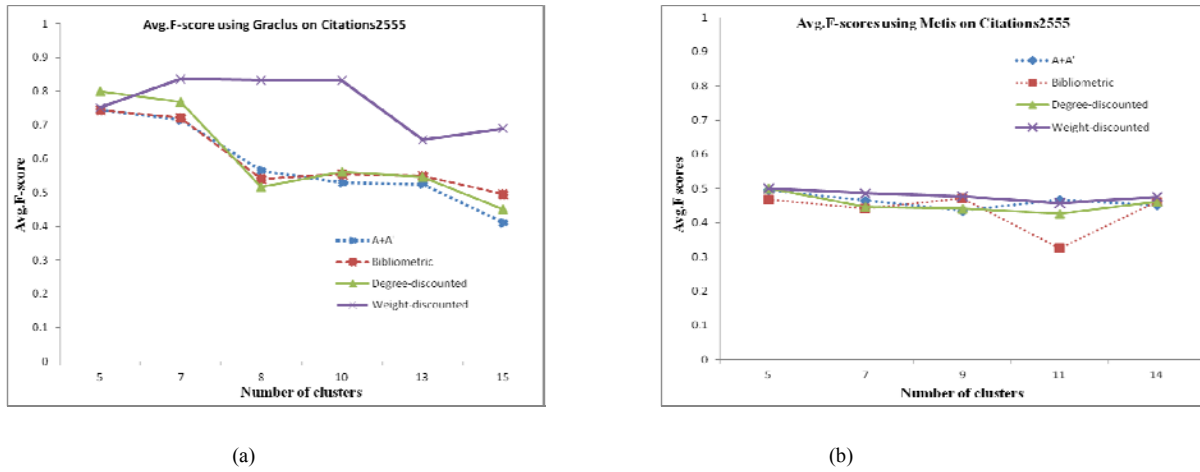 Avg.F-score using Graclus on Citations2555
1
0.9
0.8
0.7
0.6
0.5
0.4
0.3
0.2
0.1
0
Avg.F-score
A+A'
Bibliometric
Degree-discounted
Weight-discounted
5 7 8 10 13 15
Number of clusters
(a)
Avg.F-scores using Metis on Citations2555
1
0.9
0.8
0.7
0.6
0.5
0.4
0.3
0.2
0.1
0
Avg.F scores
A+A'
Bibliometric
Degree-discounted
Weight-discounted
5 7 9 11 14
Number of clusters
(b)